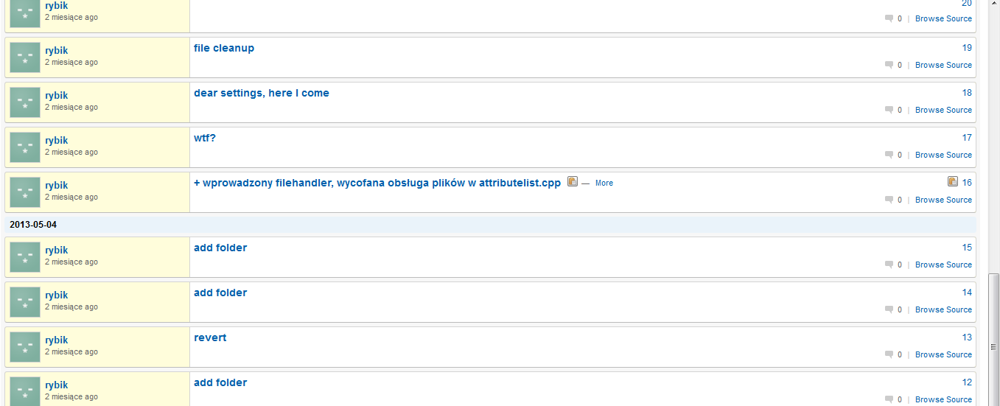 rybik
20
2 miesiące ago
0 | Browse Source
rybik
file cleanup
19
2 miesiące ago
0 | Browse Source
rybik
dear settings, here I come
18
2 miesiące ago
0 | Browse Source
rybik
wtf?
17
2 miesiące ago
0 | Browse Source
rybik
+ wprowadzony filehandler, wycofana obsługa plików w attributelist.cpp — More
16
2 miesiące ago
0 | Browse Source
2013-05-04
rybik
add folder
15
2 miesiące ago
0 | Browse Source
rybik
add folder
14
2 miesiące ago
0 | Browse Source
rybik
revert
13
2 miesiące ago
0 | Browse Source
rybik
add folder
12
2 miesiące ago
0 | Browse Source